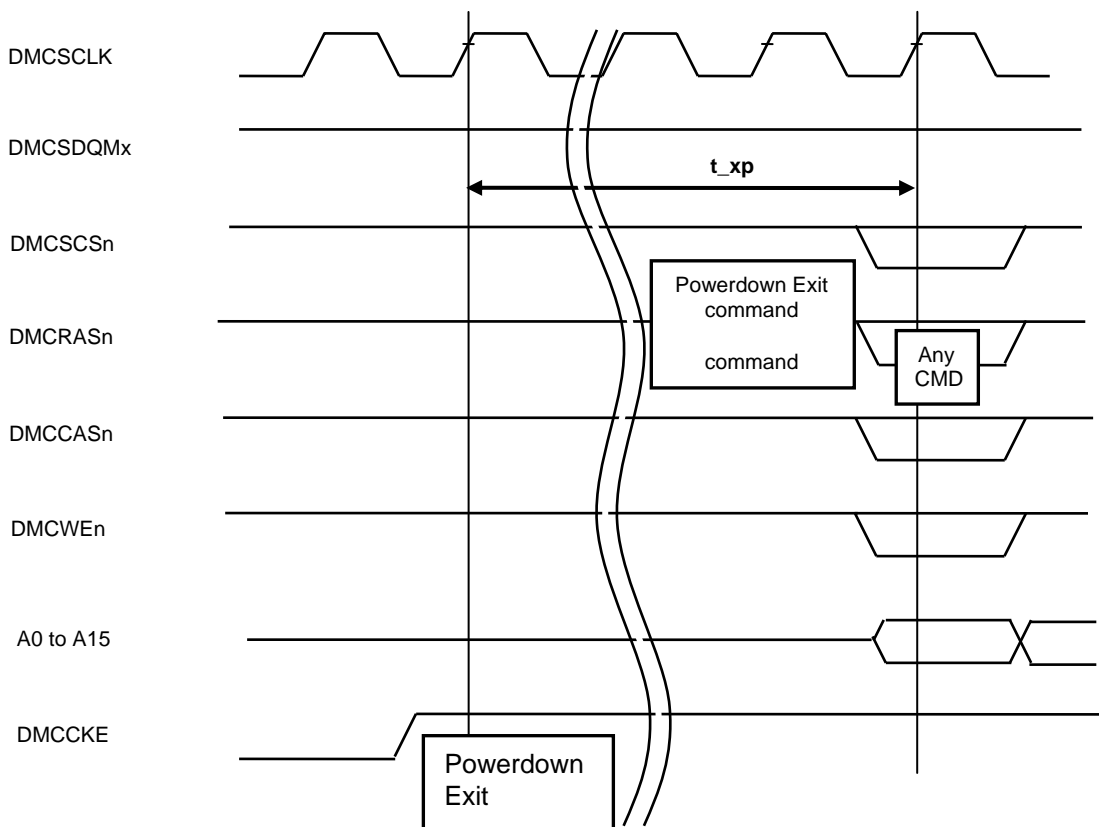 DMCSCLK
DMCSDQMx
t_xp
DMCSCSn
Powerdown Exit
command
command
DMCRASn
Any
CMD
DMCCASn
DMCWEn
A0 to A15
DMCCKE
Powerdown
Exit